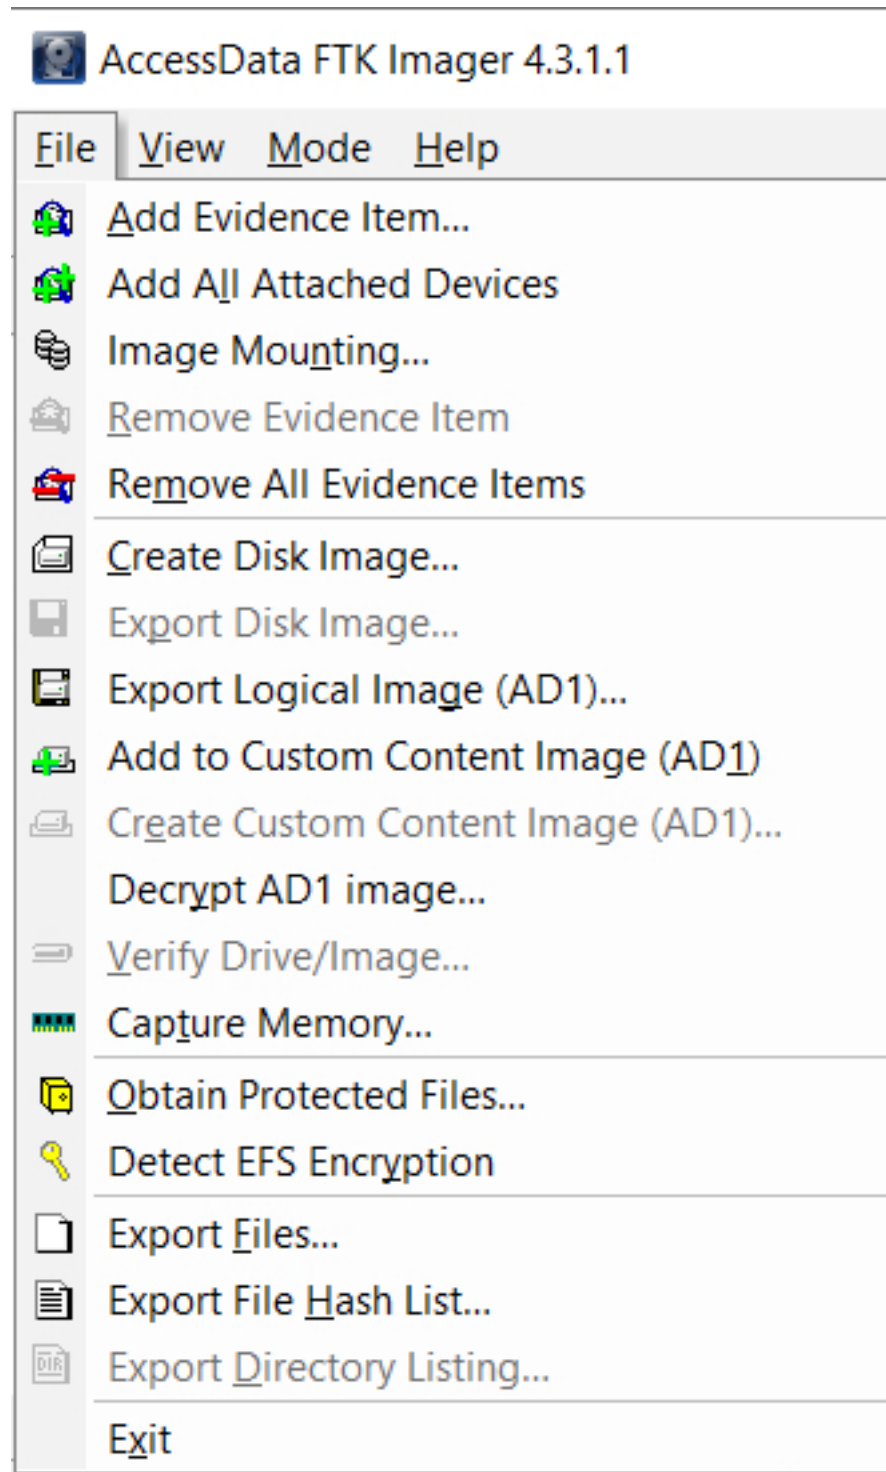 AccessData FTK Imager 4.3.1.1
File View Mode Help
Add Evidence Item...
Add All Attached Devices
Image Mounting...
Remove Evidence Item
Remove All Evidence Items
Create Disk Image...
Export Disk Image...
Export Logical Image (AD1)...
Add to Custom Content Image (AD1)
Create Custom Content Image (AD1)...
Decrypt AD1 image...
Verify Drive/Image...
Capture Memory...
Obtain Protected Files...
Detect EFS Encryption
Export Files...
Export File Hash List...
DIR Export Directory Listing...
Exit